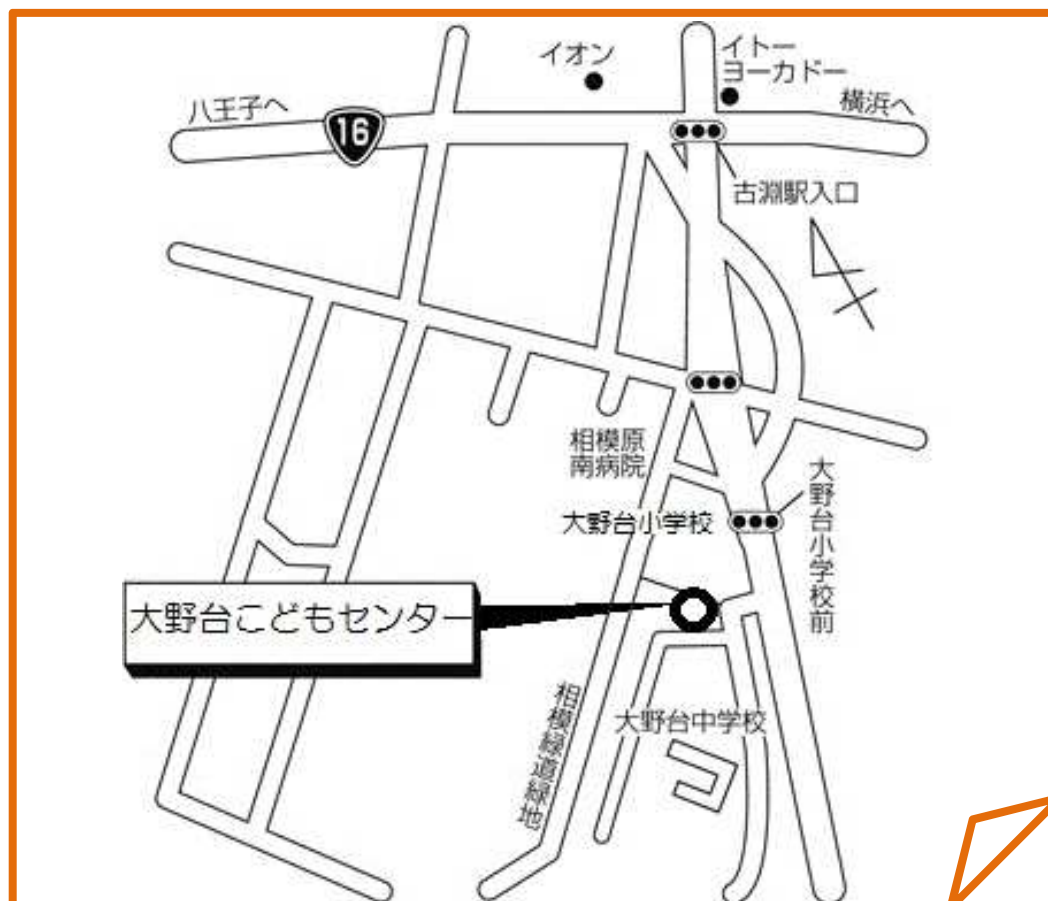 イオン
イトー
ヨーカドー
八王子へ
16
横浜へ
古淵駅入口
相模原
南病院
大野台小学校
大野台小学校前
大野台こどもセンター
相模緑道緑地
大野台中学校